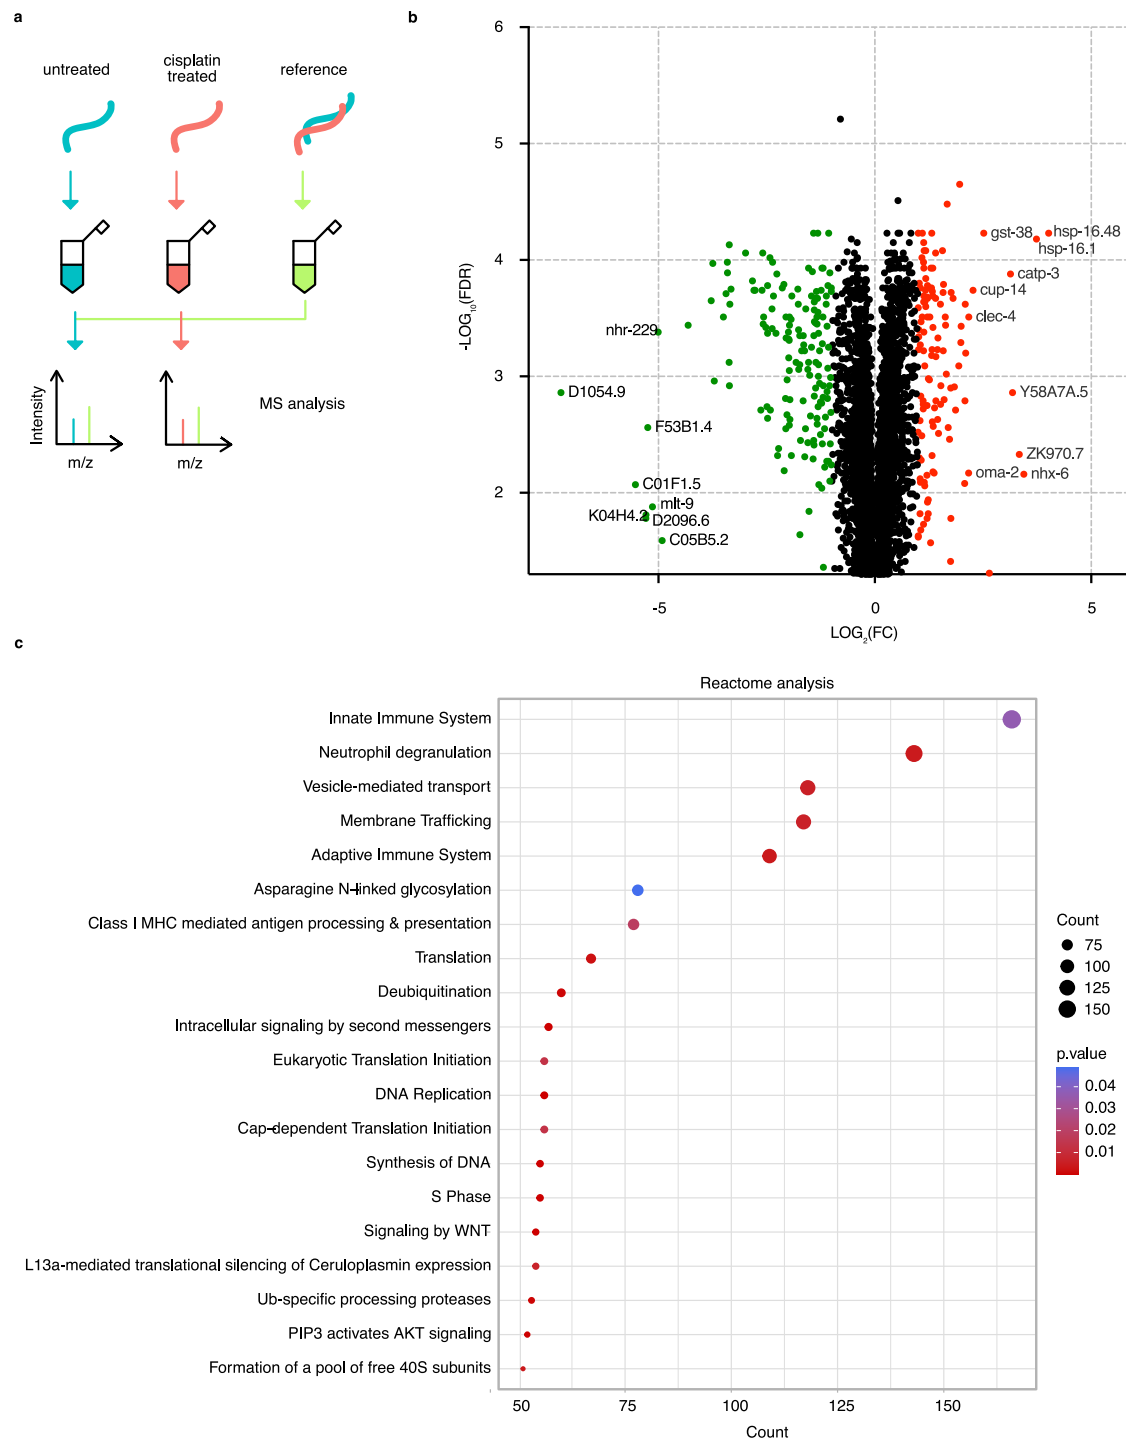 a
untreated
cisplatin
treated
reference
Intensity
m/z
m/z
MS analysis
b
6
5
4
3
2
-LOG10(FDR)
gst-38
hsp-16.48
hsp-16.1
catp-3
cup-14
clec-4
nhr-229
D1054.9
Y58A7A.5
F53B1.4
ZK970.7
C01F1.5
oma-2
nhx-6
mlt-9
K04H4.2
D2096.6
C05B5.2
-5
0
5
LOG2(FC)
c
Reactome analysis
Innate Immune System
Neutrophil degranulation
Vesicle-mediated transport
Membrane Trafficking
Adaptive Immune System
Asparagine N-linked glycosylation
Class I MHC mediated antigen processing & presentation
Translation
Deubiquitination
Intracellular signaling by second messengers
Eukaryotic Translation Initiation
DNA Replication
Cap-dependent Translation Initiation
Synthesis of DNA
S Phase
Signaling by WNT
L13a-mediated translational silencing of Ceruloplasmin expression
Ub-specific processing proteases
PIP3 activates AKT signaling
Formation of a pool of free 40S subunits
50
75
100
125
150
Count
Count
75
100
125
150
p.value
0.04
0.03
0.02
0.01